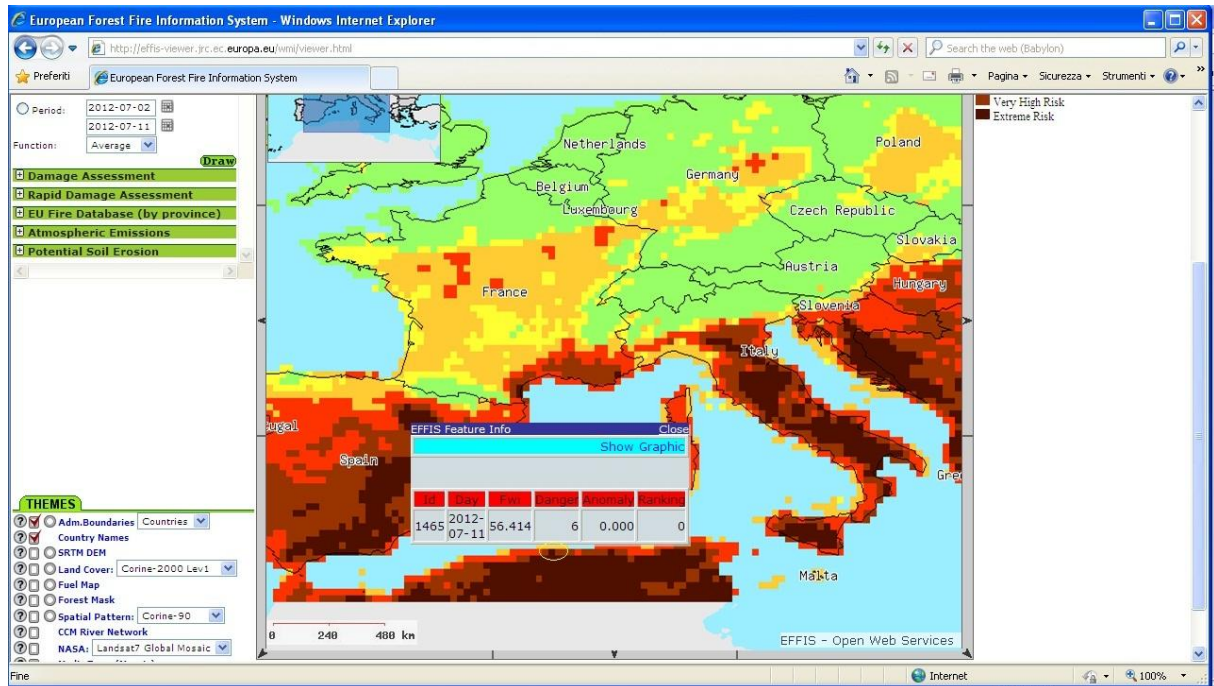 European Forest Fire Information System - Windows Internet Explorer
http://effis-viewer.jrc.ec.europa.eu/wmi/viewer.html
Search the web (Babylon)
Preferiti
European Forest Fire Information System
Pagina
Sicurezza
Strumenti
Period:
2012-07-02
2012-07-11
Function:
Average
Draw
Damage Assessment
Rapid Damage Assessment
EU Fire Database (by province)
Atmospheric Emissions
Potential Soil Erosion
THEMES
Adm.Boundaries
Countries
Country Names
SRTM DEM
Land Cover:
Corine-2000 Lev1
Fuel Map
Forest Mask
Spatial Pattern:
Corine-90
CCM River Network
NASA:
Landsat7 Global Mosaic
Netherlands
Poland
Germany
Belgium
Luxembourg
Czech Republic
Slovakia
Austria
Hungary
France
Slovenia
Italy
tugal
Spain
Gre
Malta
EFFIS Feature Info
Close
Show Graphic
Id Day Fwi Danger Anomaly Ranking
1465 2012-07-11 56.414 6 0.000 0
0 240 480 km
EFFIS - Open Web Services
Very High Risk
Extreme Risk
Fine
Internet
100%